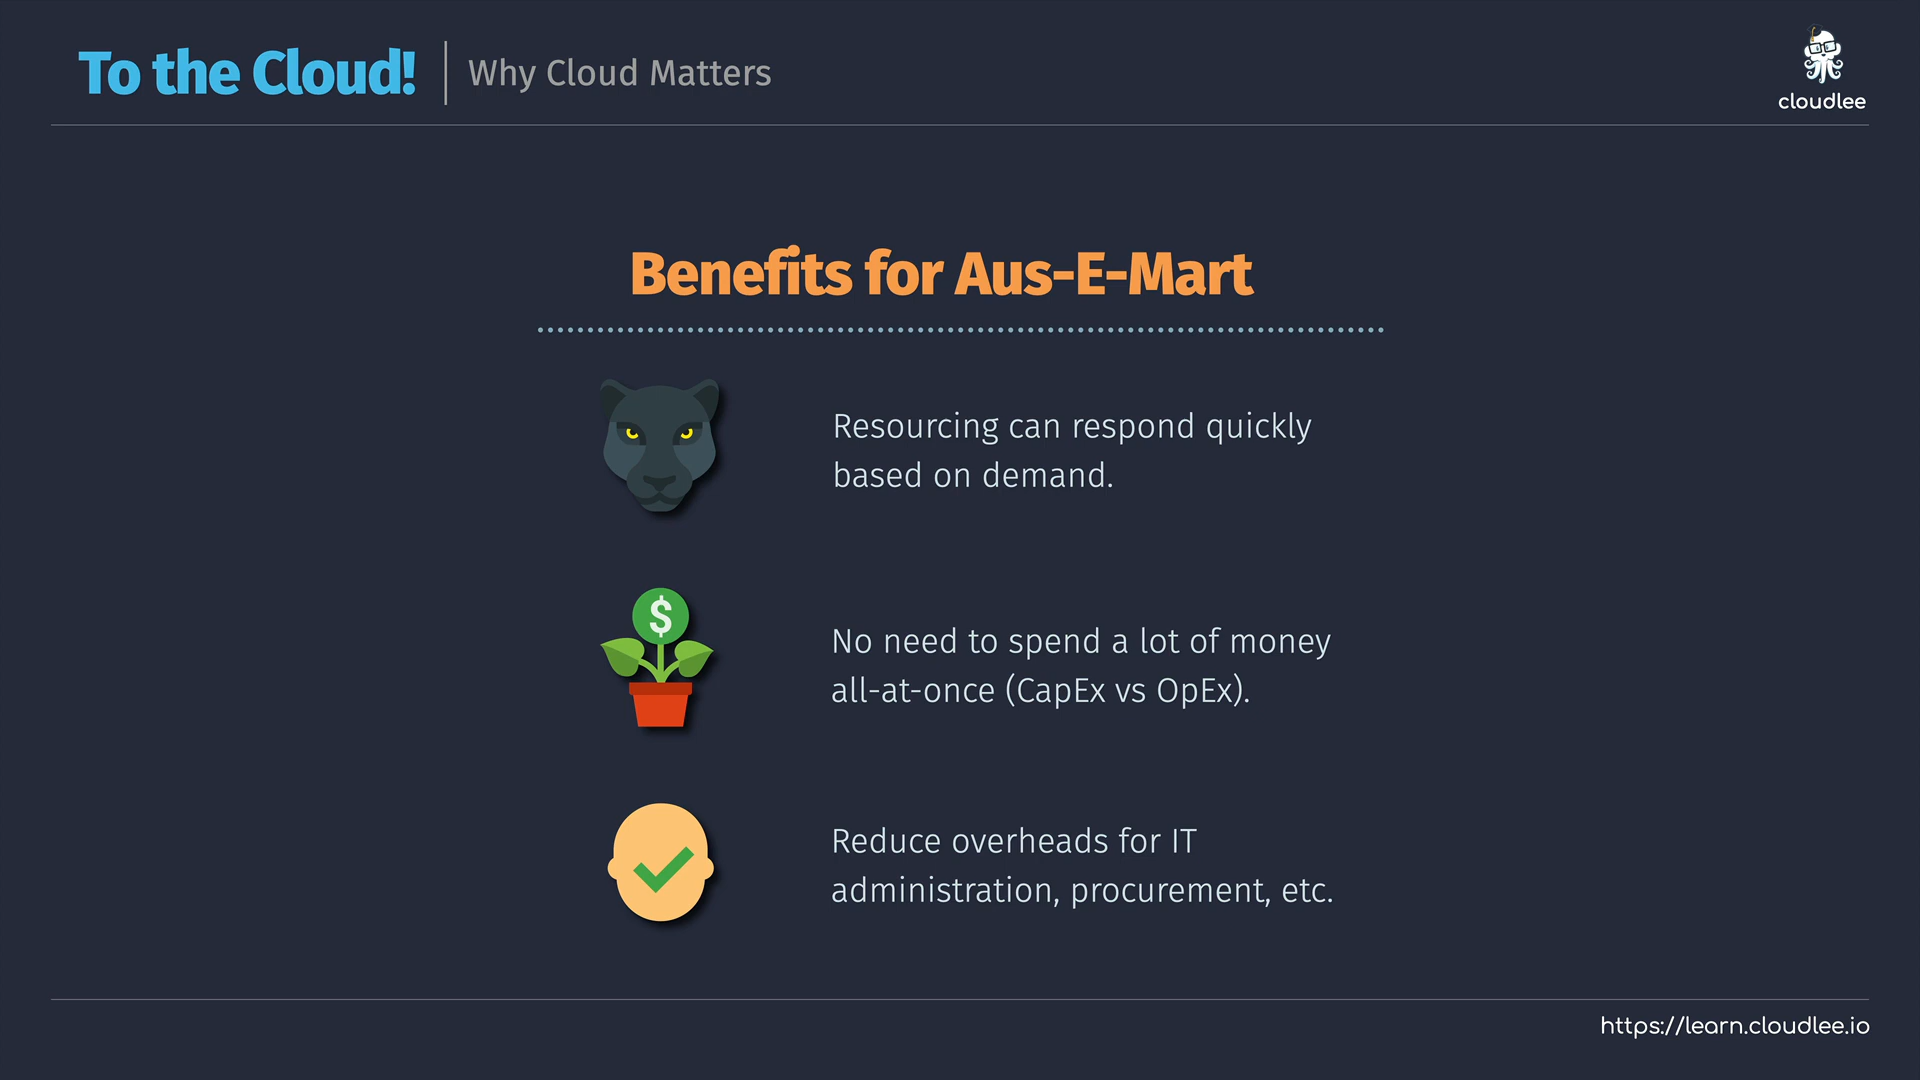 To the Cloud!
Why Cloud Matters
cloudlee
Benefits for Aus-E-Mart
Resourcing can respond quickly
based on demand.
$
No need to spend a lot of money
all-at-once (CapEx vs OpEx).
Reduce overheads for IT
administration, procurement, etc.
https://learn.cloudlee.io